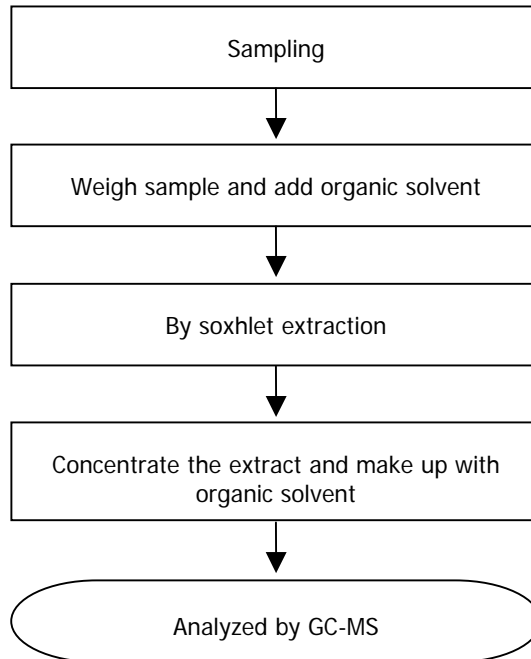 Sampling
Weigh sample and add organic solvent
By soxhlet extraction
Concentrate the extract and make up with
organic solvent
Analyzed by GC-MS